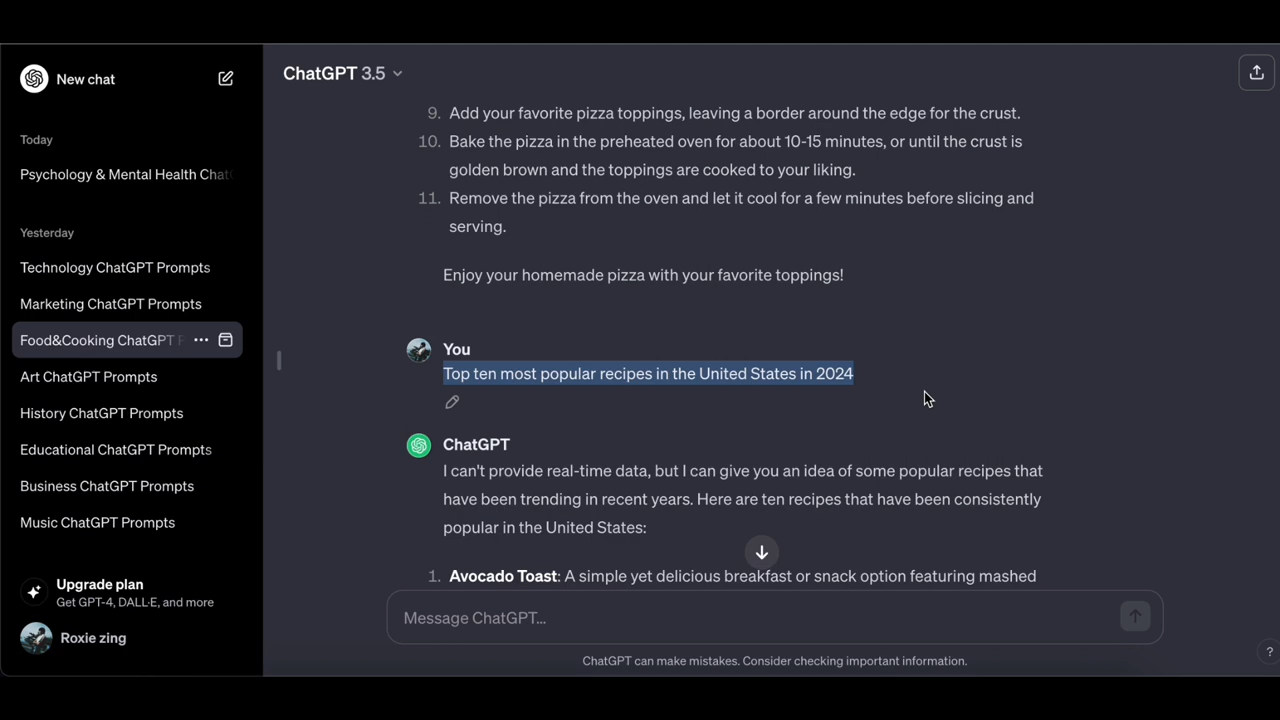 New chat
Today
Psychology & Mental Health Chat
Yesterday
Technology ChatGPT Prompts
Marketing ChatGPT Prompts
Food&Cooking ChatGPT P
Art ChatGPT Prompts
History ChatGPT Prompts
Educational ChatGPT Prompts
Business ChatGPT Prompts
Music ChatGPT Prompts
Upgrade plan
Get GPT-4, DALL·E, and more
Roxie zing
ChatGPT 3.5
9. Add your favorite pizza toppings, leaving a border around the edge for the crust.
10. Bake the pizza in the preheated oven for about 10-15 minutes, or until the crust is
golden brown and the toppings are cooked to your liking.
11. Remove the pizza from the oven and let it cool for a few minutes before slicing and
serving.
Enjoy your homemade pizza with your favorite toppings!
You
Top ten most popular recipes in the United States in 2024
ChatGPT
I can't provide real-time data, but I can give you an idea of some popular recipes that
have been trending in recent years. Here are ten recipes that have been consistently
popular in the United States:
1. Avocado Toast: A simple yet delicious breakfast or snack option featuring mashed
Message ChatGPT...
ChatGPT can make mistakes. Consider checking important information.
?